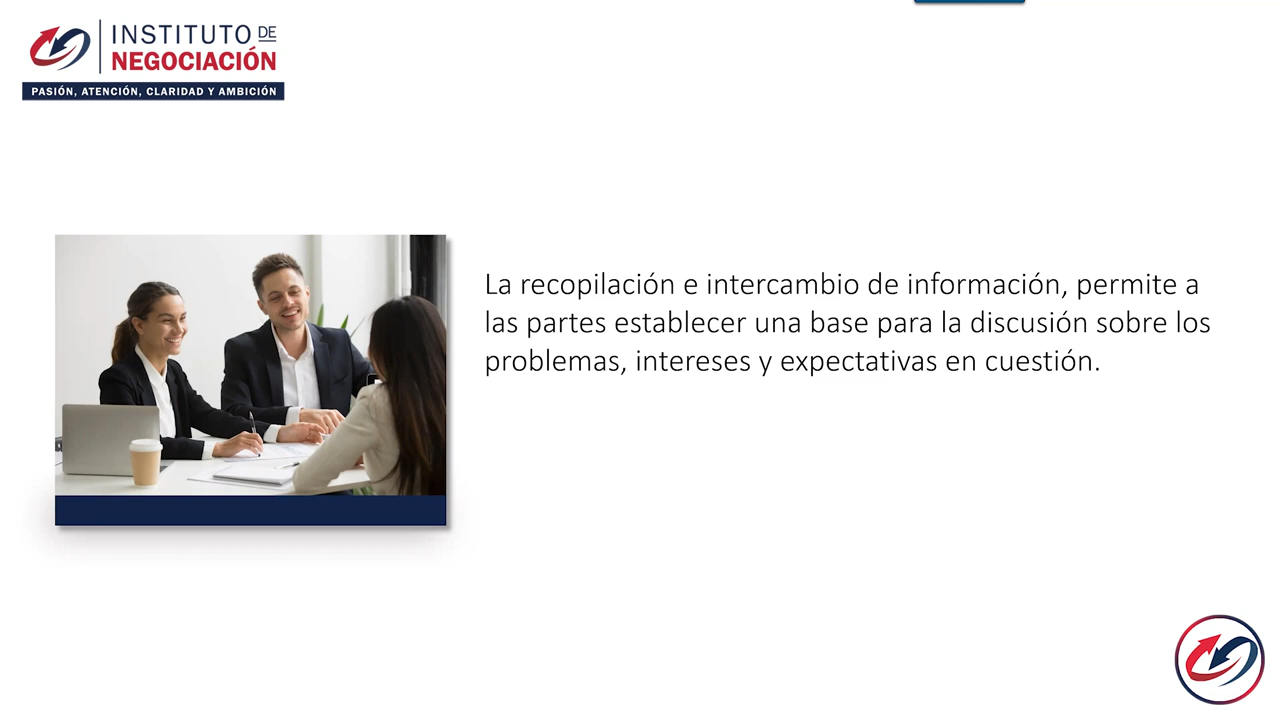 INSTITUTO DE
NEGOCIACIÓN
PASIÓN, ATENCIÓN, CLARIDAD Y AMBICIÓN
La recopilación e intercambio de información, permite a
las partes establecer una base para la discusión sobre los
problemas, intereses y expectativas en cuestión.